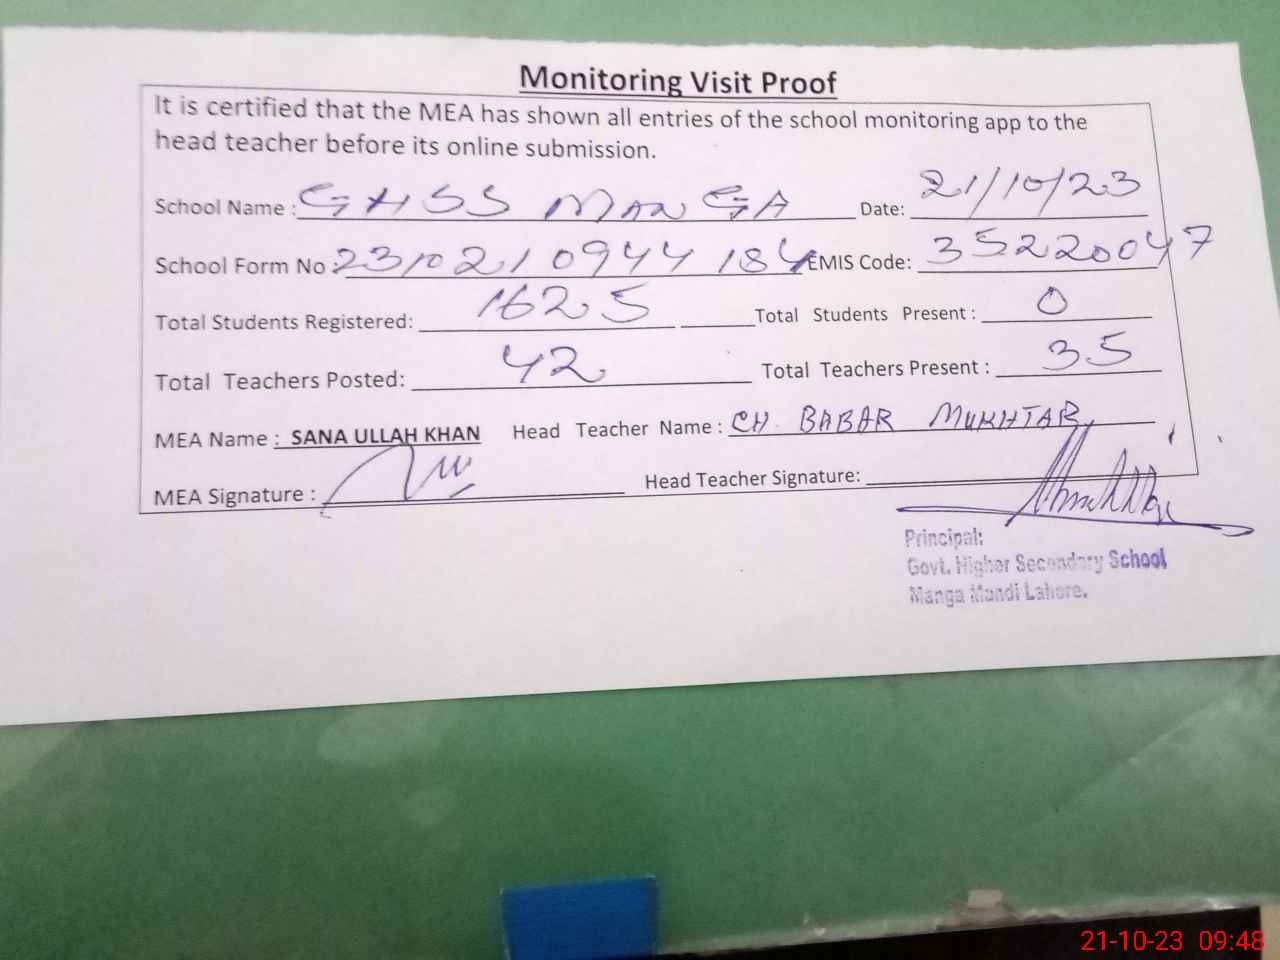 Monitoring Visit Proof
It is certified that the MEA has shown all entries of the school monitoring app to the
head teacher before its online submission.
School Name : GHSS MANGA Date: 21/10/23
School Form No : 2310210944184 EMIS Code: 35220047
Total Students Registered: 1625 Total Students Present : 0
Total Teachers Posted: 42 Total Teachers Present : 35
MEA Name : SANA ULLAH KHAN Head Teacher Name : CH. BABAR MUKHTAR
MEA Signature : Head Teacher Signature:
Principal:
Govt. Higher Secondary School
Manga Mandi Lahore.
21-10-23 09:48